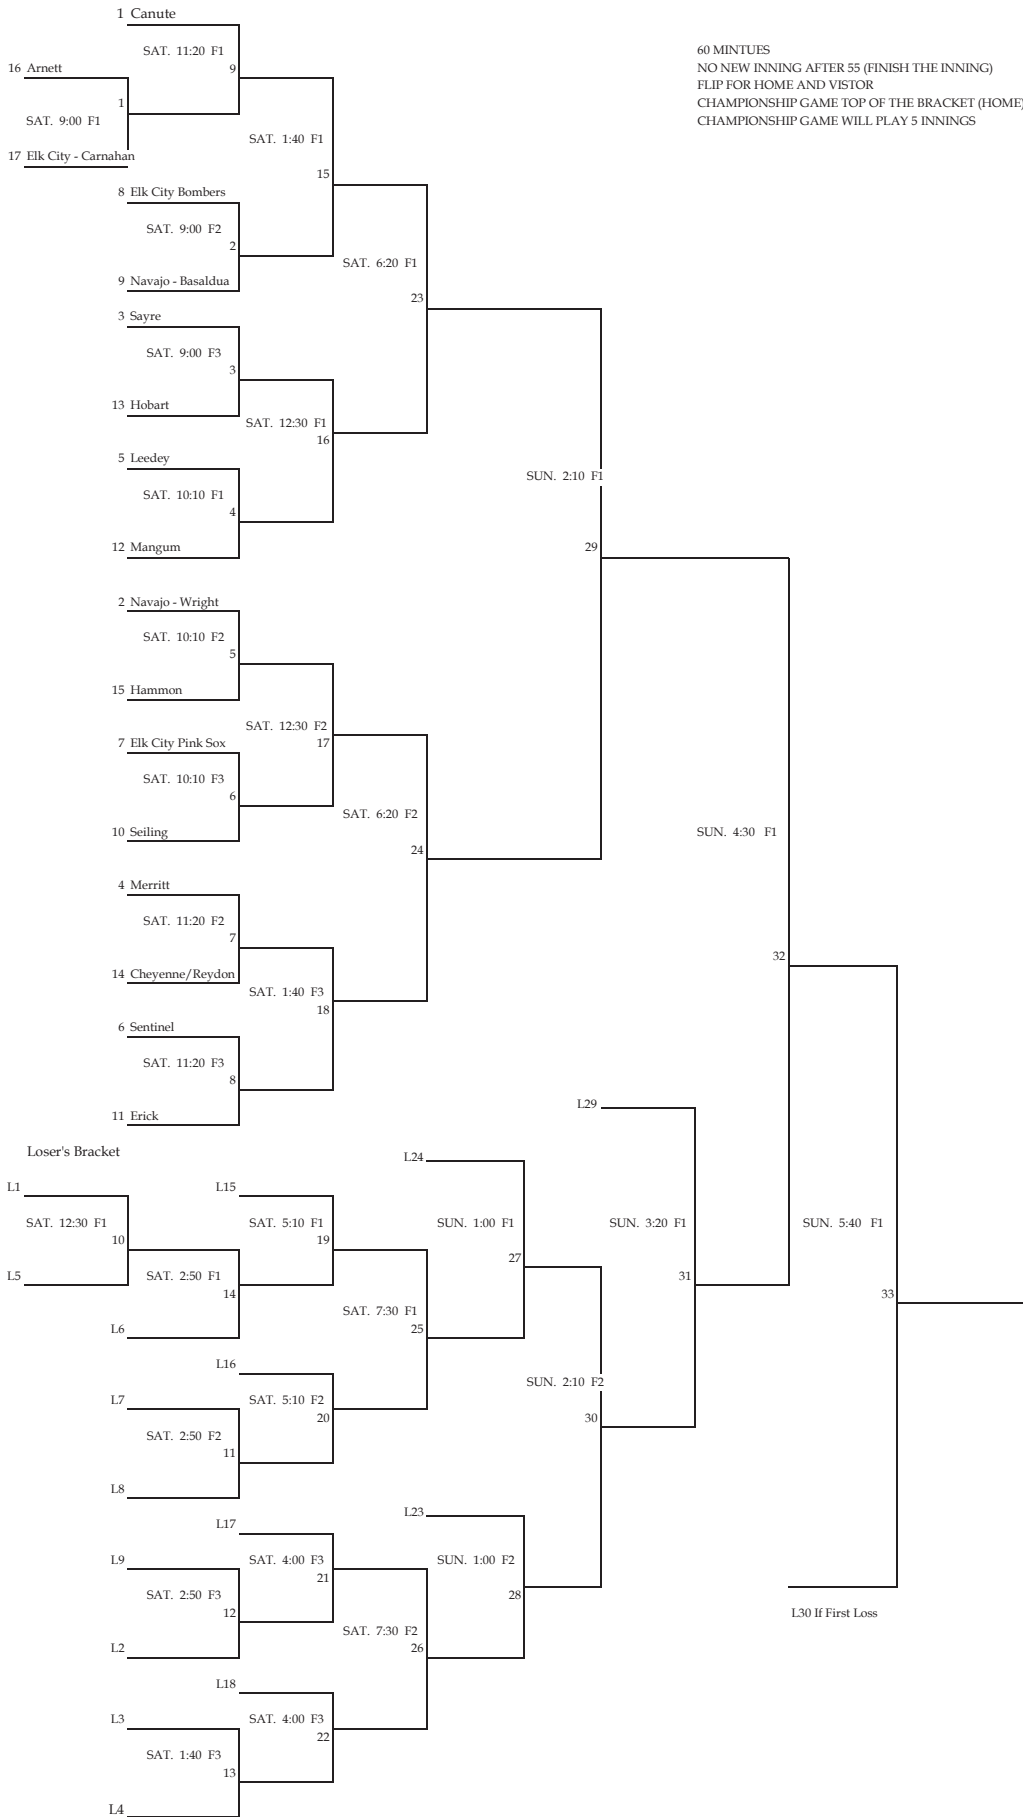 1 Canute
SAT. 11:20 F1
9
16 Arnett
1
SAT. 9:00 F1
17 Elk City - Carnahan
60 MINTUES
NO NEW INNING AFTER 55 (FINISH THE INNING)
FLIP FOR HOME AND VISTOR
CHAMPIONSHIP GAME TOP OF THE BRACKET (HOME)
CHAMPIONSHIP GAME WILL PLAY 5 INNINGS
SAT. 1:40 F1
15
8 Elk City Bombers
SAT. 9:00 F2
2
9 Navajo - Basaldua
SAT. 6:20 F1
23
3 Sayre
SAT. 9:00 F3
3
13 Hobart
SAT. 12:30 F1
16
5 Leedey
SAT. 10:10 F1
4
12 Mangum
SUN. 2:10 F1
29
2 Navajo - Wright
SAT. 10:10 F2
5
15 Hammon
SAT. 12:30 F2
17
7 Elk City Pink Sox
SAT. 10:10 F3
6
10 Seiling
SAT. 6:20 F2
24
SUN. 4:30 F1
32
4 Merritt
SAT. 11:20 F2
7
14 Cheyenne/Reydon
SAT. 1:40 F3
18
6 Sentinel
SAT. 11:20 F3
8
11 Erick
Loser's Bracket
L29
L24
L1
SAT. 12:30 F1
10
L5
L15
SAT. 5:10 F1
19
SAT. 2:50 F1
14
L6
SUN. 1:00 F1
27
SUN. 3:20 F1
31
SUN. 5:40 F1
33
SAT. 7:30 F1
25
L16
SAT. 5:10 F2
20
L7
SAT. 2:50 F2
11
L8
SUN. 2:10 F2
30
L17
SAT. 4:00 F3
21
L9
SAT. 2:50 F3
12
L2
L23
SUN. 1:00 F2
28
SAT. 7:30 F2
26
L30 If First Loss
L18
SAT. 4:00 F3
22
L3
SAT. 1:40 F3
13
L4